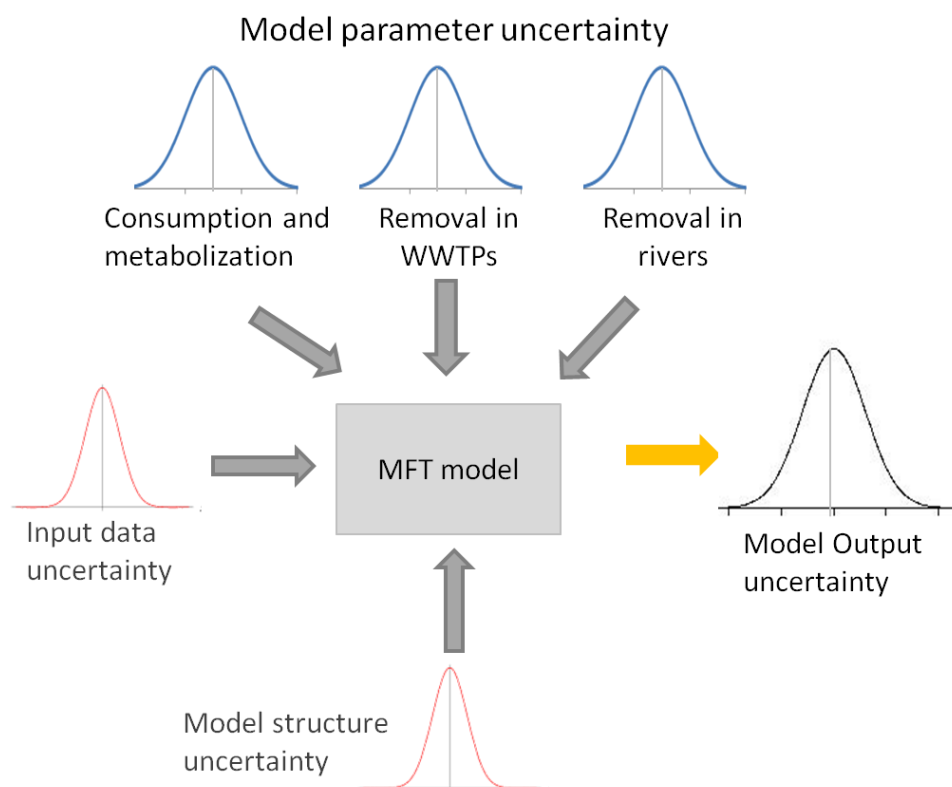 Model parameter uncertainty
Consumption and
metabolization
Removal in
WWTPs
Removal in
rivers
MFT model
Input data
uncertainty
Model Output
uncertainty
Model structure
uncertainty